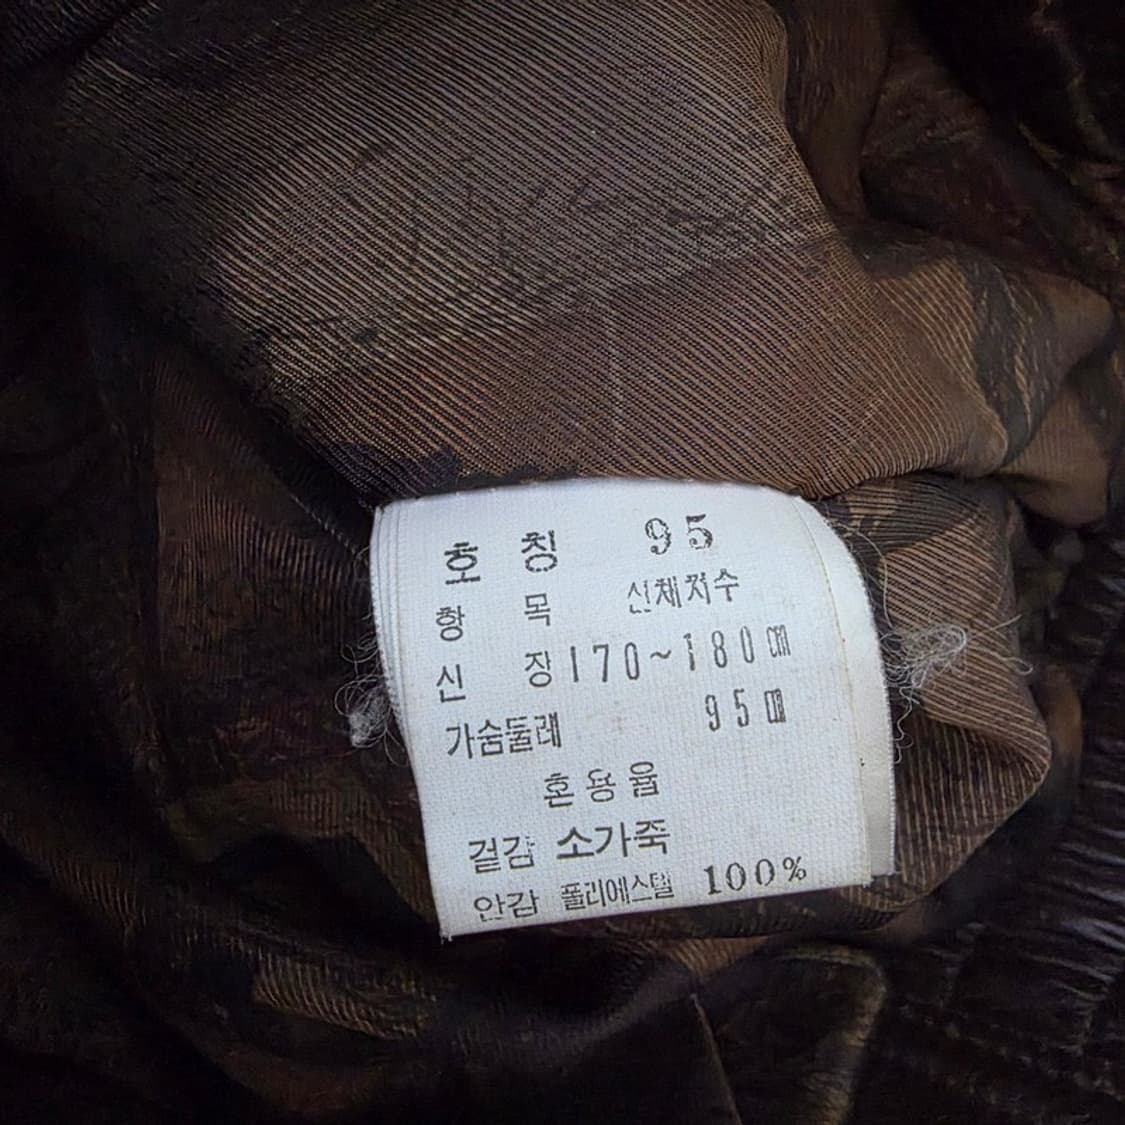 호 칭 95
항 목 신체치수
신 장 170~180㎝
가슴둘레 95㎝
혼용율
겉감 소가죽
안감 폴리에스텔 100%